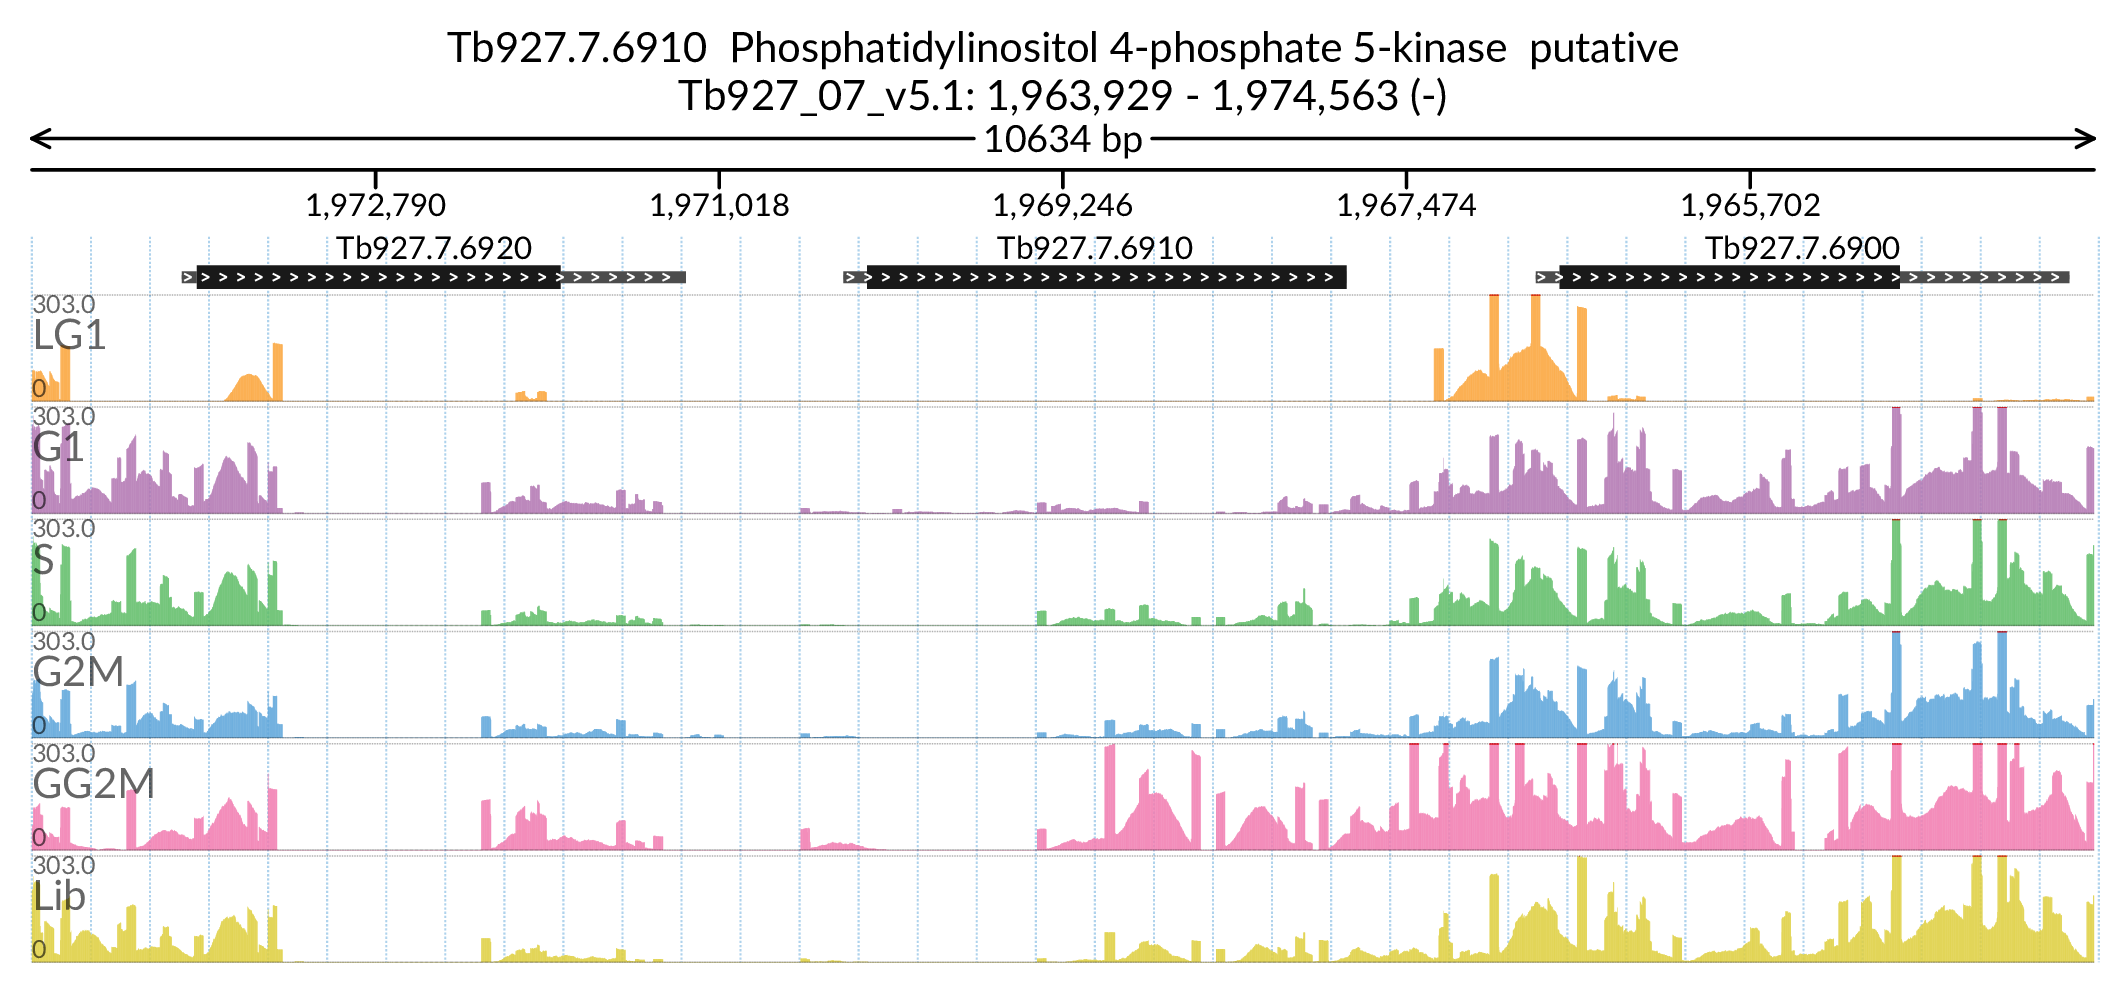 Tb927.7.6910 Phosphatidylinositol 4-phosphate 5-kinase putative
Tb927_07_v5.1: 1,963,929 - 1,974,563 (-)
10634 bp
1,972,790 1,971,018 1,969,246 1,967,474 1,965,702
Tb927.7.6920 Tb927.7.6910 Tb927.7.6900
303.0
LG1
0
303.0
G1
0
303.0
S
0
303.0
G2M
0
303.0
GG2M
0
303.0
Lib
0